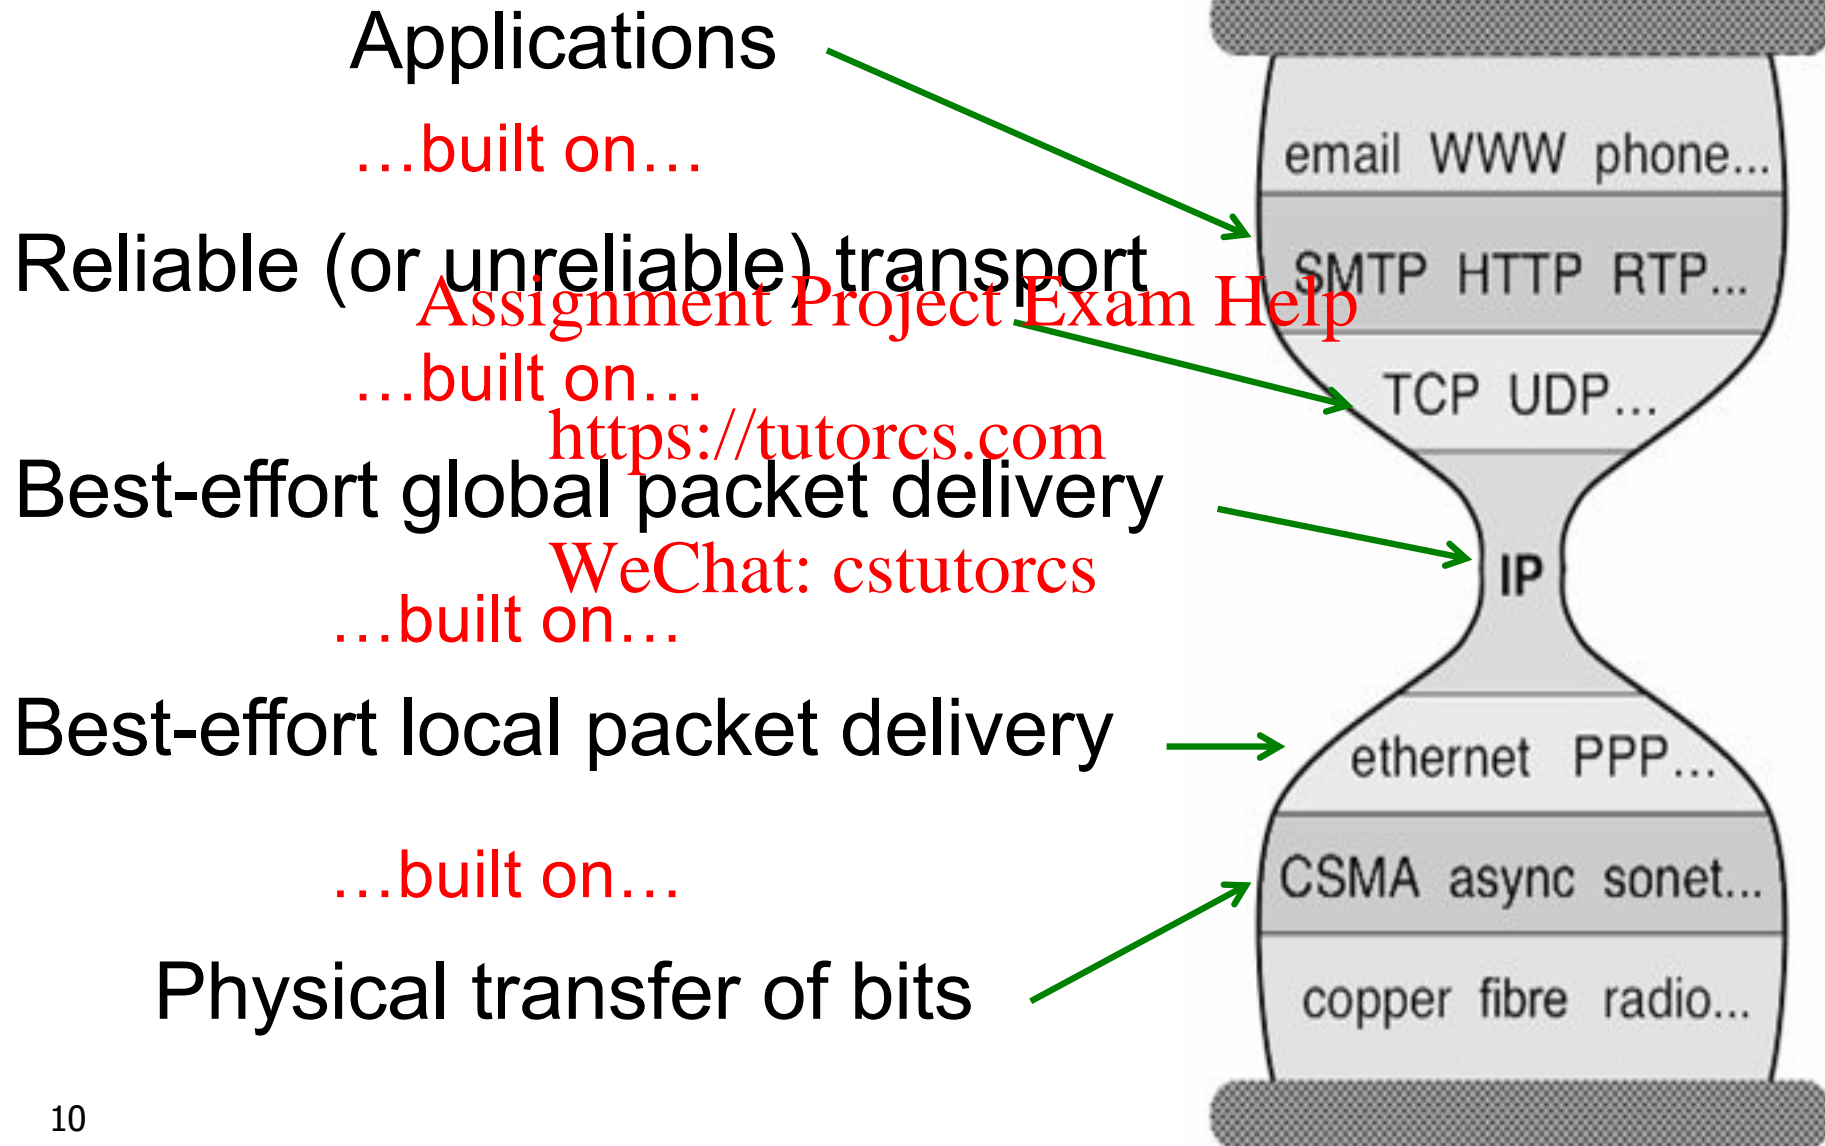 Applications
…built on…
Reliable (or unreliable) transport
Assignment Project Exam Help
…built on…
https://tutorcs.com
Best-effort global packet delivery
WeChat: cstutorcs
…built on…
Best-effort local packet delivery
…built on…
Physical transfer of bits
10
email WWW phone...
SMTP HTTP RTP...
TCP UDP...
IP
ethernet PPP...
CSMA async sonet...
copper fibre radio...